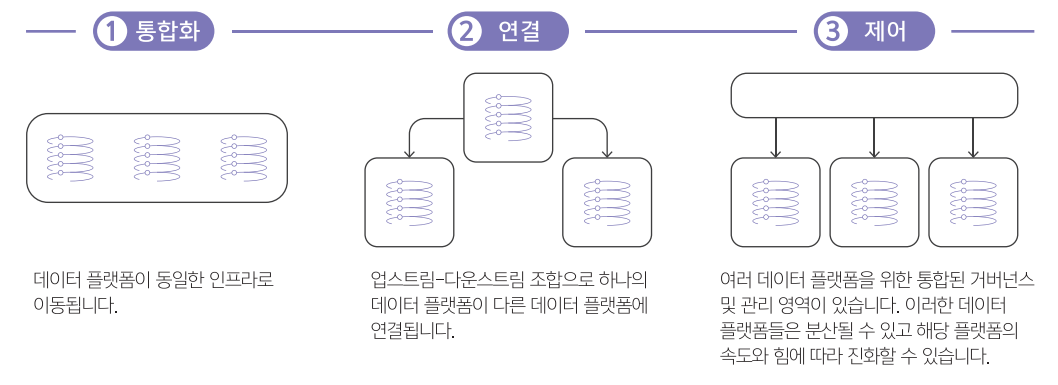 1 통합화
2 연결
3 제어
데이터 플랫폼이 동일한 인프라로
이동됩니다.
업스트림-다운스트림 조합으로 하나의
데이터 플랫폼이 다른 데이터 플랫폼에
연결됩니다.
여러 데이터 플랫폼을 위한 통합된 거버넌스
및 관리 영역이 있습니다. 이러한 데이터
플랫폼들은 분산될 수 있고 해당 플랫폼의
속도와 힘에 따라 진화할 수 있습니다.